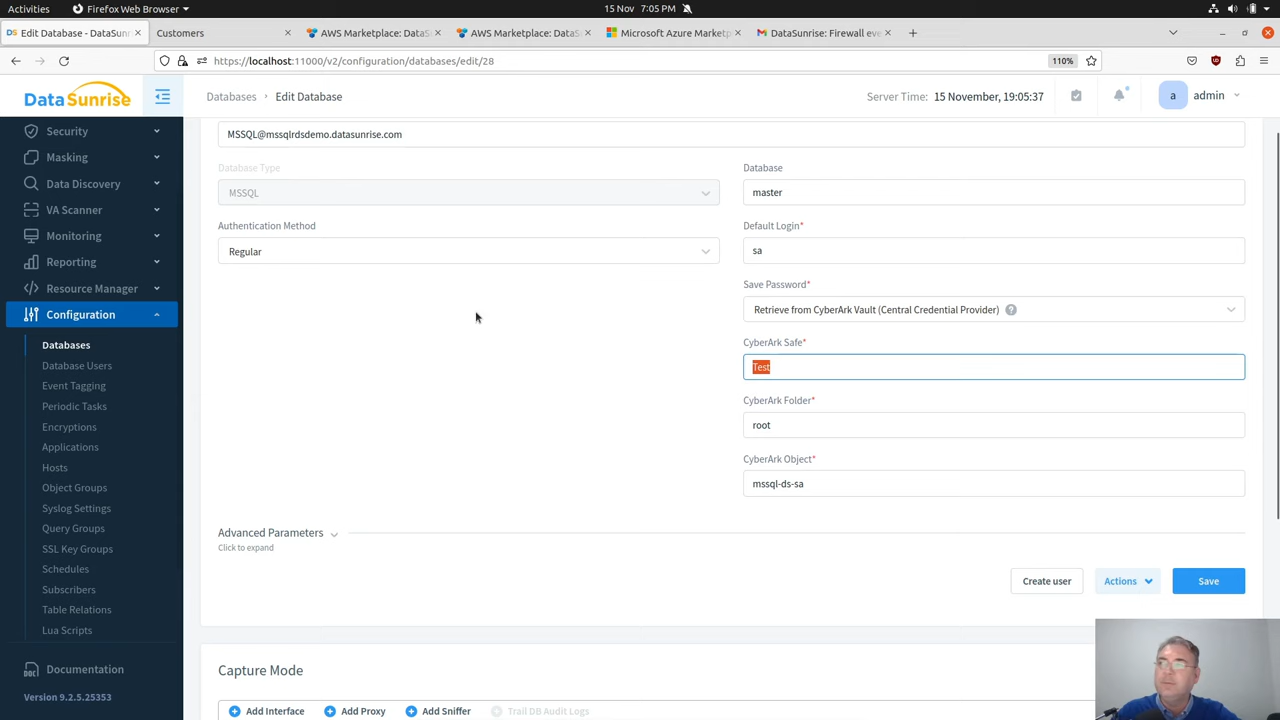 Activities
Firefox Web Browser
15 Nov 7:05 PM
DS Edit Database - DataSunr
Customers
AWS Marketplace: DataS
AWS Marketplace: DataS
Microsoft Azure Market
DataSunrise: Firewall eve
https://localhost:11000/v2/configuration/databases/edit/28
110%
DataSunrise
Databases
Edit Database
Server Time: 15 November, 19:05:37
a
admin
Security
Masking
Data Discovery
VA Scanner
Monitoring
Reporting
Resource Manager
Configuration
Databases
Database Users
Event Tagging
Periodic Tasks
Encryptions
Applications
Hosts
Object Groups
Syslog Settings
Query Groups
SSL Key Groups
Schedules
Subscribers
Table Relations
Lua Scripts
DOC Documentation
Version 9.2.5.25353
MSSQL@mssqlrdsdemo.datasunrise.com
Database Type
MSSQL
Authentication Method
Regular
Database
master
Default Login*
sa
Save Password*
Retrieve from CyberArk Vault (Central Credential Provider) ?
CyberArk Safe*
Test
CyberArk Folder*
root
CyberArk Object*
mssql-ds-sa
Advanced Parameters
Click to expand
Create user
Actions
Save
Capture Mode
Add Interface
Add Proxy
Add Sniffer
Trail DB Audit Logs